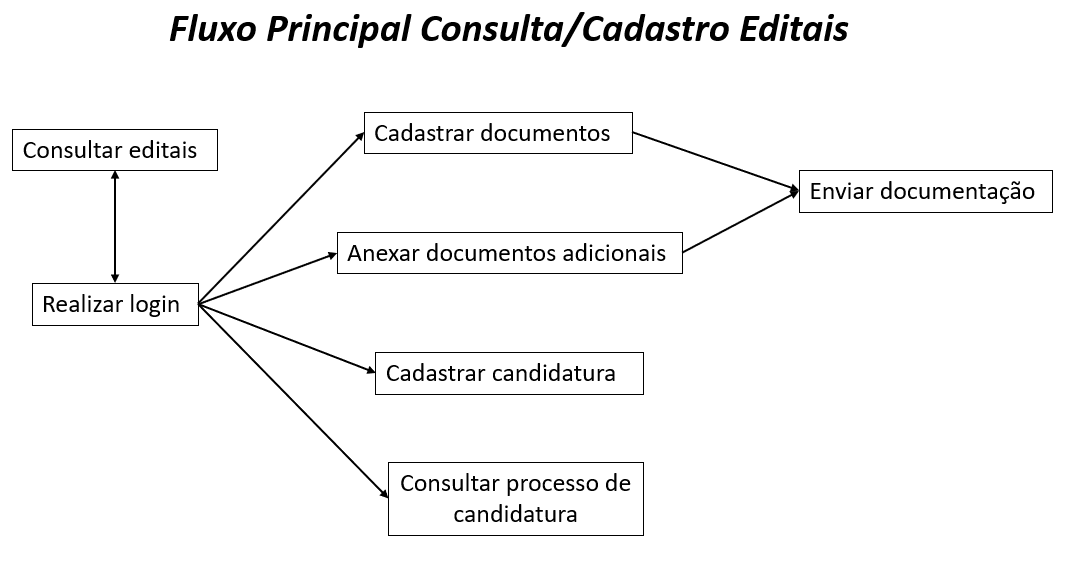 Fluxo Principal Consulta/Cadastro Editais
Consultar editais
Realizar login
Cadastrar documentos
Anexar documentos adicionais
Cadastrar candidatura
Consultar processo de
candidatura
Enviar documentação